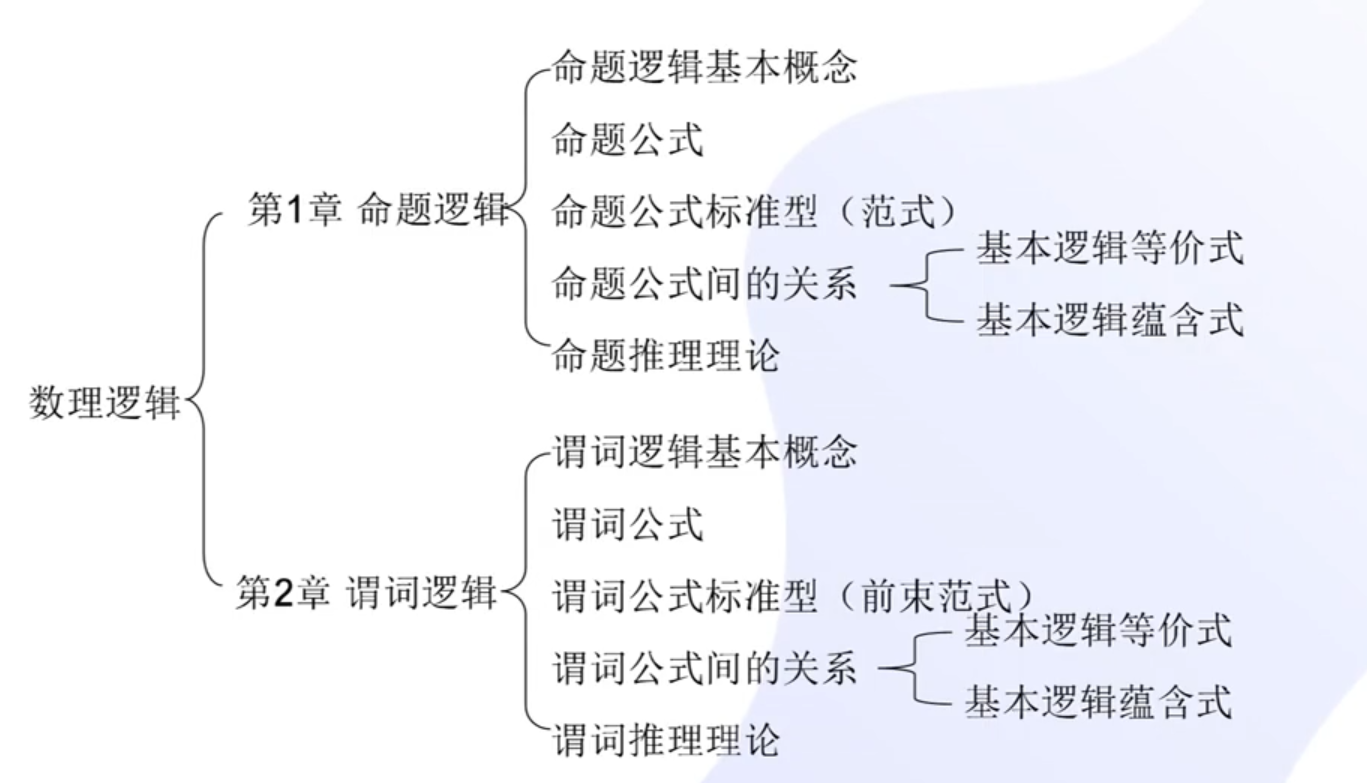 数理逻辑
第1章 命题逻辑
命题逻辑基本概念
命题公式
命题公式标准型（范式）
命题公式间的关系
基本逻辑等价式
基本逻辑蕴含式
命题推理理论
第2章 谓词逻辑
谓词逻辑基本概念
谓词公式
谓词公式标准型（前束范式）
谓词公式间的关系
基本逻辑等价式
基本逻辑蕴含式
谓词推理理论